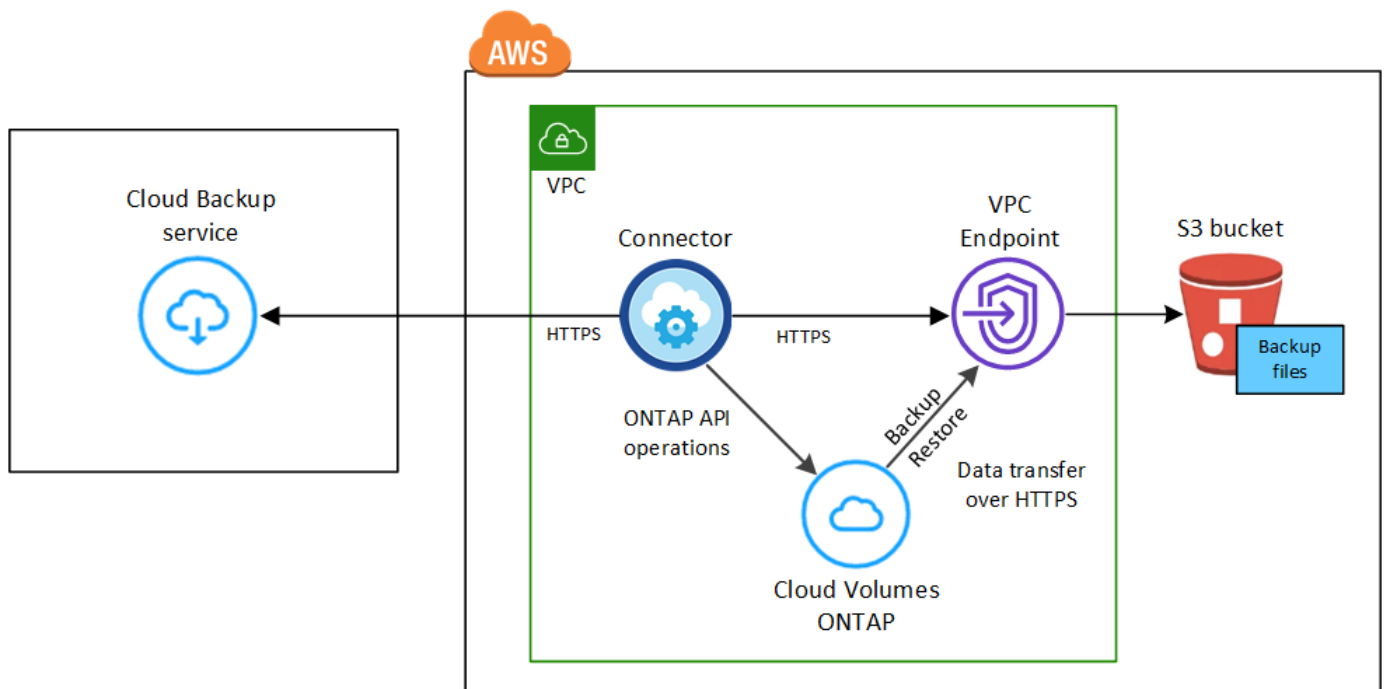 AWS
VPC
Cloud Backup
service
Connector
VPC
Endpoint
S3 bucket
HTTPS
HTTPS
Backup
files
ONTAP API
operations
Backup
Restore
Data transfer
over HTTPS
Cloud Volumes
ONTAP